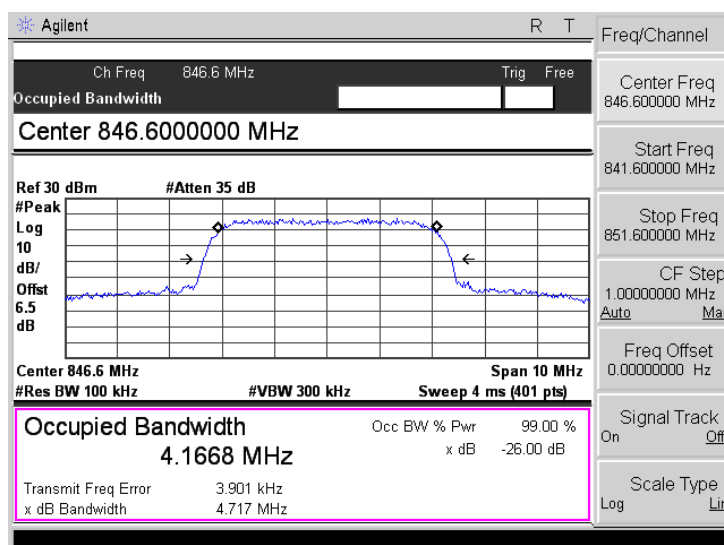 Agilent R T
Ch Freq 846.6 MHz Trig Free
Occupied Bandwidth
Center 846.6000000 MHz
Ref 30 dBm #Atten 35 dB
#Peak
Log
10
dB/
Offst
6.5
dB
Center 846.6 MHz Span 10 MHz
#Res BW 100 kHz #VBW 300 kHz Sweep 4 ms (401 pts)
Occupied Bandwidth
4.1668 MHz
Occ BW % Pwr 99.00 %
x dB -26.00 dB
Transmit Freq Error 3.901 kHz
x dB Bandwidth 4.717 MHz
Freq/Channel
Center Freq
846.600000 MHz
Start Freq
841.600000 MHz
Stop Freq
851.600000 MHz
CF Step
1.00000000 MHz
Auto Ma
Freq Offset
0.00000000 Hz
Signal Track
On Off
Scale Type
Log Lin